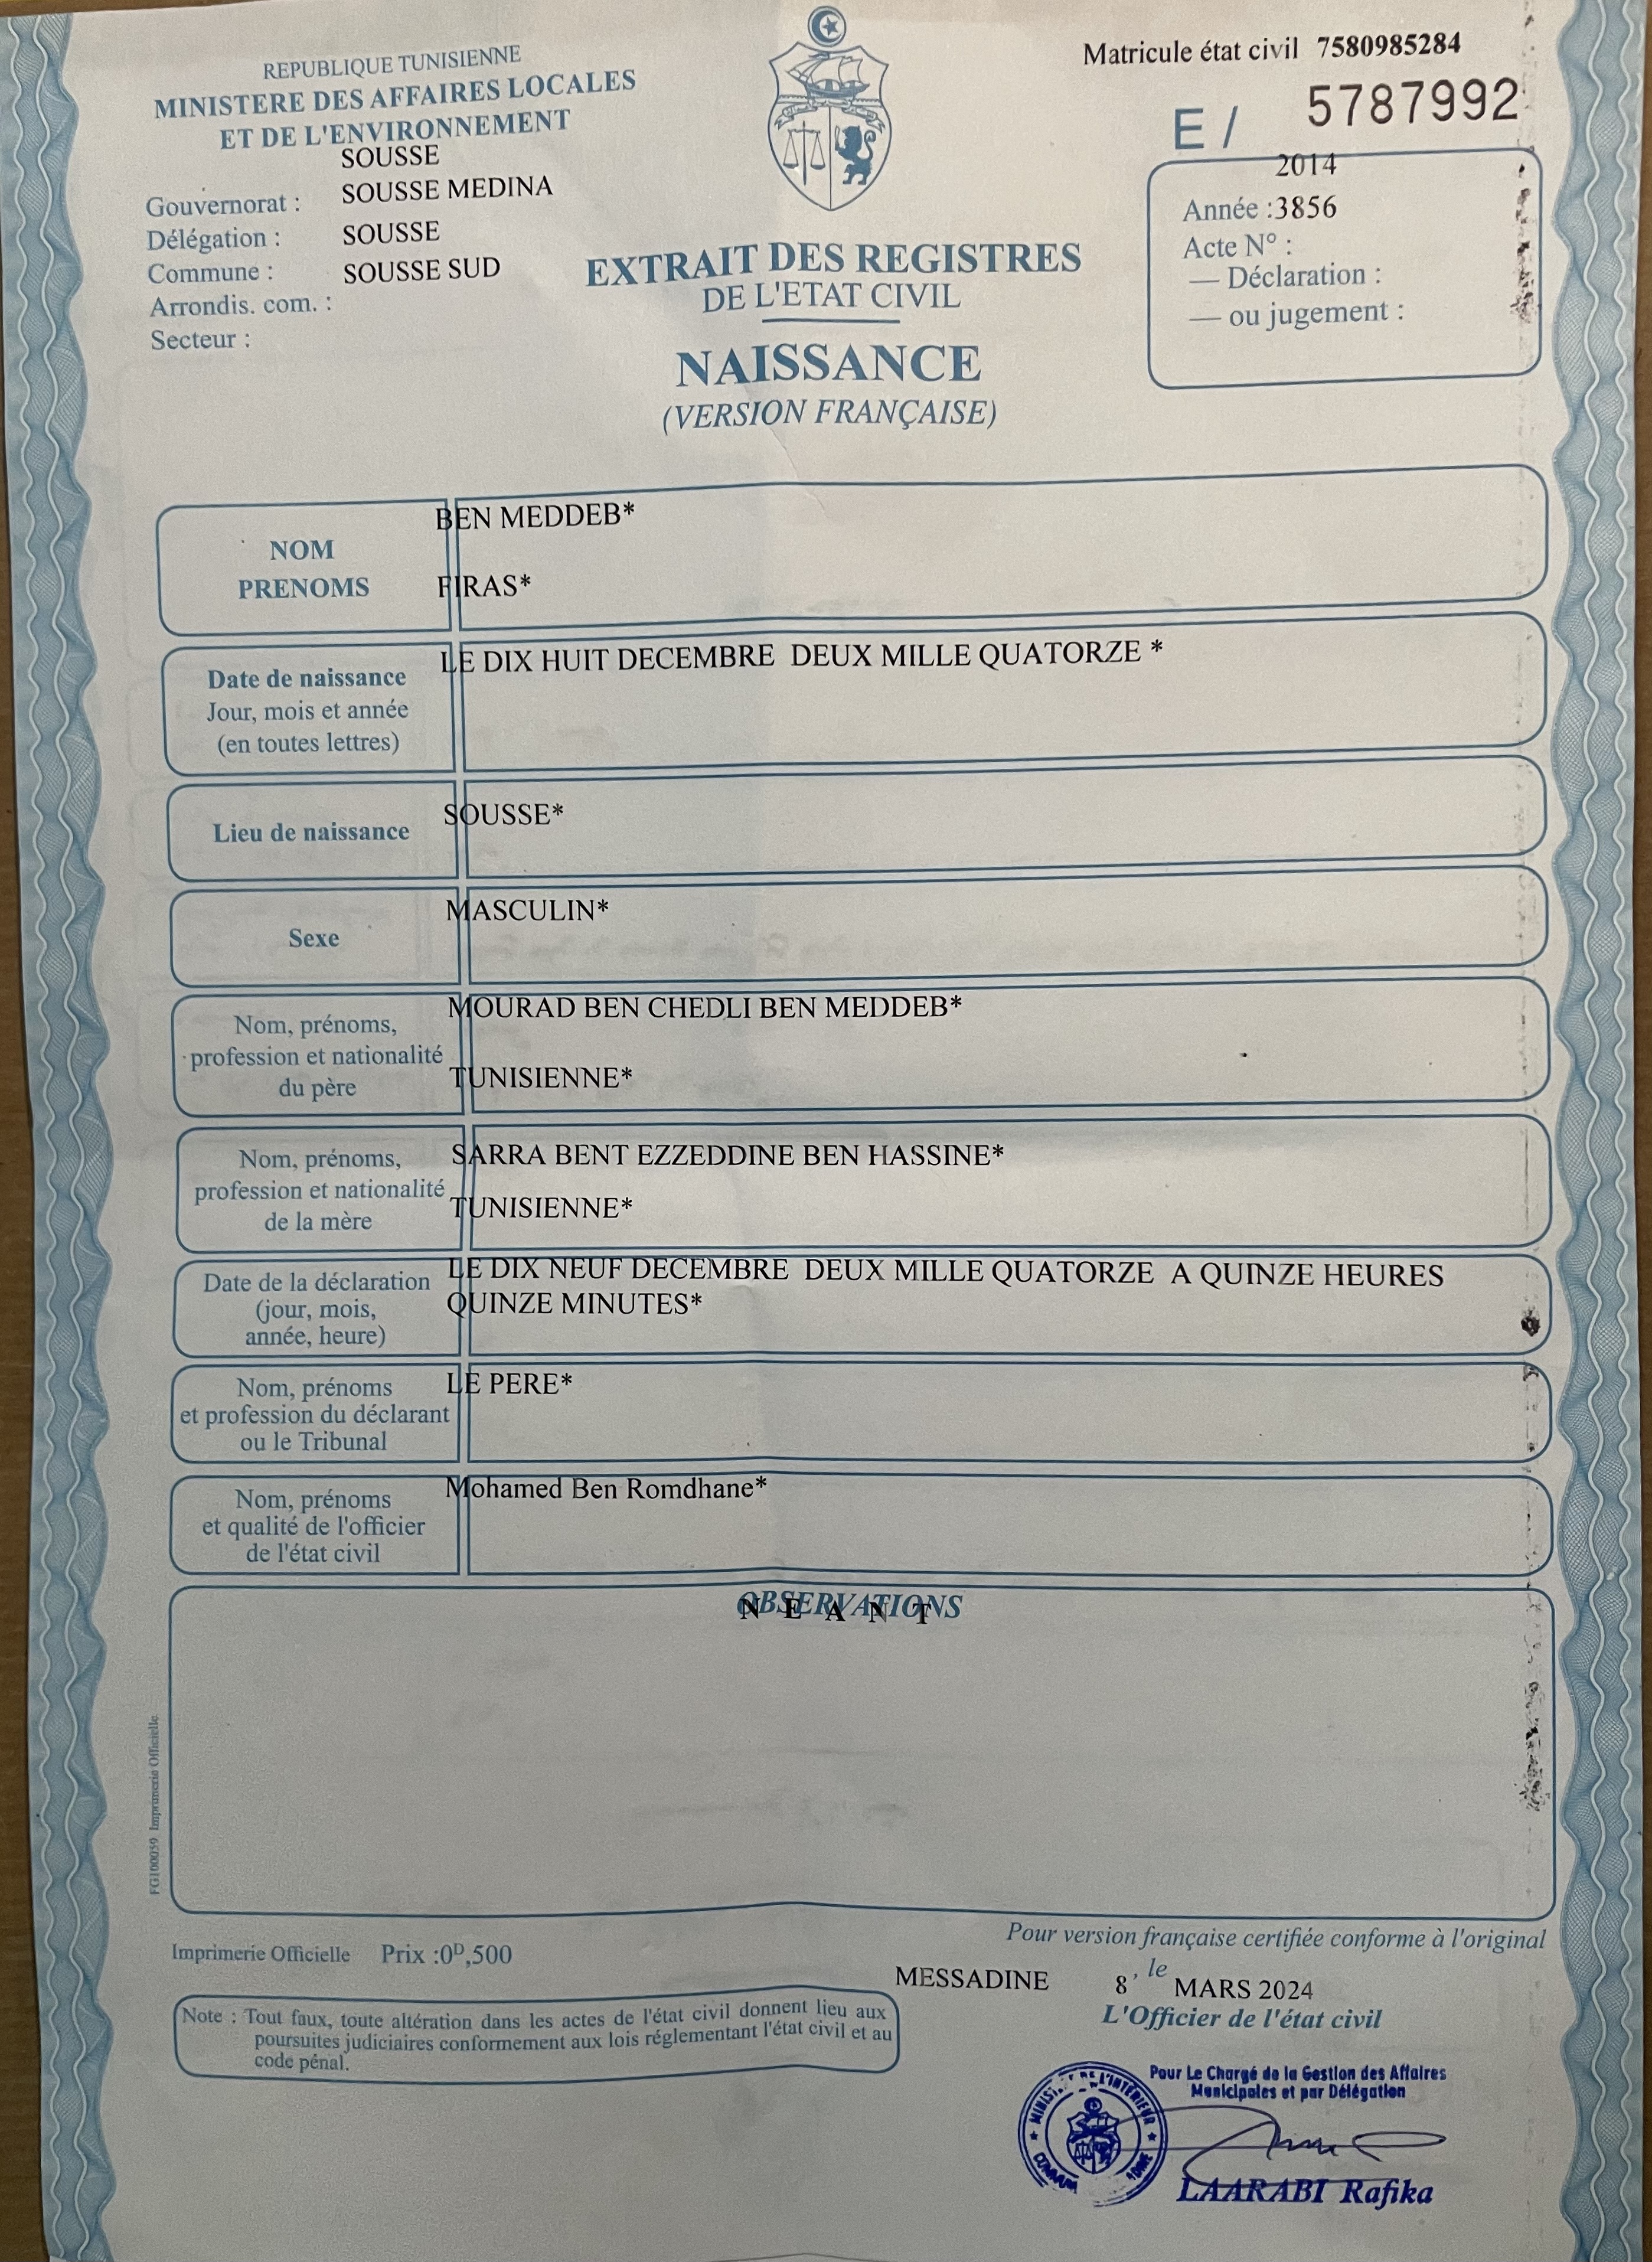 REPUBLIQUE TUNISIENNE
MINISTERE DES AFFAIRES LOCALES
ET DE L'ENVIRONNEMENT
SOUSSE
Gouvernorat : SOUSSE MEDINA
Délégation : SOUSSE
Commune : SOUSSE SUD
Arrondis. com. :
Secteur :
Matricule état civil 7580985284
E / 5787992
2014
Année :3856
Acte N° :
— Déclaration :
— ou jugement :
EXTRAIT DES REGISTRES
DE L'ETAT CIVIL
NAISSANCE
(VERSION FRANÇAISE)
NOM
PRENOMS
BEN MEDDEB*
FIRAS*
Date de naissance
Jour, mois et année
(en toutes lettres)
LE DIX HUIT DECEMBRE DEUX MILLE QUATORZE *
Lieu de naissance
SOUSSE*
Sexe
MASCULIN*
Nom, prénoms,
profession et nationalité
du père
MOURAD BEN CHEDLI BEN MEDDEB*
TUNISIENNE*
Nom, prénoms,
profession et nationalité
de la mère
SARRA BENT EZZEDDINE BEN HASSINE*
TUNISIENNE*
Date de la déclaration
(jour, mois,
année, heure)
LE DIX NEUF DECEMBRE DEUX MILLE QUATORZE A QUINZE HEURES
QUINZE MINUTES*
Nom, prénoms
et profession du déclarant
ou le Tribunal
LE PERE*
Nom, prénoms
et qualité de l'officier
de l'état civil
Mohamed Ben Romdhane*
OBSERVATIONS
N E A N T
FG100059 Imprimerie Officielle
Imprimerie Officielle Prix :0ᴰ,500
Pour version française certifiée conforme à l'original
MESSADINE 8, le MARS 2024
L'Officier de l'état civil
Note : Tout faux, toute altération dans les actes de l'état civil donnent lieu aux
poursuites judiciaires conformement aux lois réglementant l'état civil et au
code pénal.
Pour Le Chargé de la Gestion des Affaires
Municipales et par Délégation
DE L'INTÉRIEUR
LAARABI Rafika